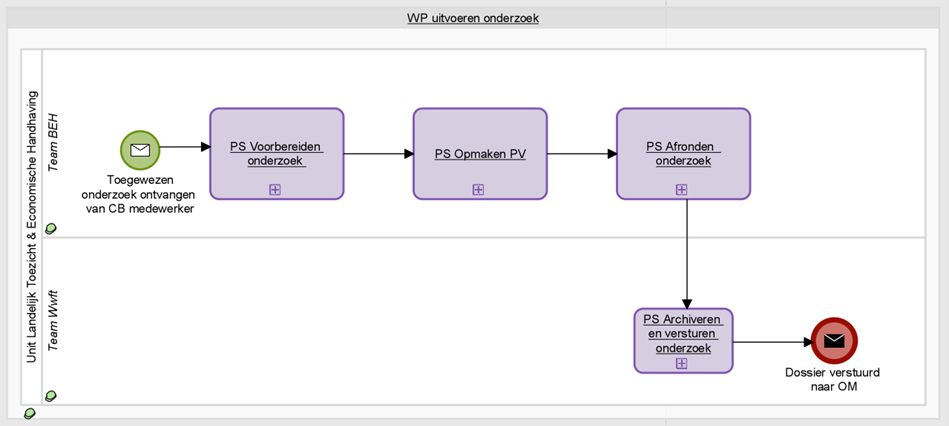 WP uitvoeren onderzoek
Unit Landelijk Toezicht & Economische Handhaving
Team BEH
Toegewezen
onderzoek ontvangen
van CB medewerker
PS Voorbereiden
onderzoek
PS Opmaken PV
PS Afronden
onderzoek
Team Wwft
PS Archiveren
en versturen
onderzoek
Dossier verstuurd
naar OM